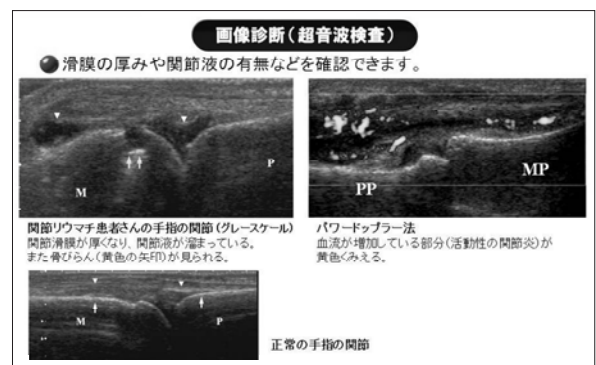 画像診断(超音波検査)
滑膜の厚みや関節液の有無などを確認できます。
M
P
PP
MP
関節リウマチ患者さんの手指の関節(グレースケール)
関節滑膜が厚くなり、関節液が溜まっている。
また骨びらん(黄色の矢印)が見られる。
パワードップラー法
血流が増加している部分(活動性の関節炎)が
黄色くみえる。
M
P
正常の手指の関節